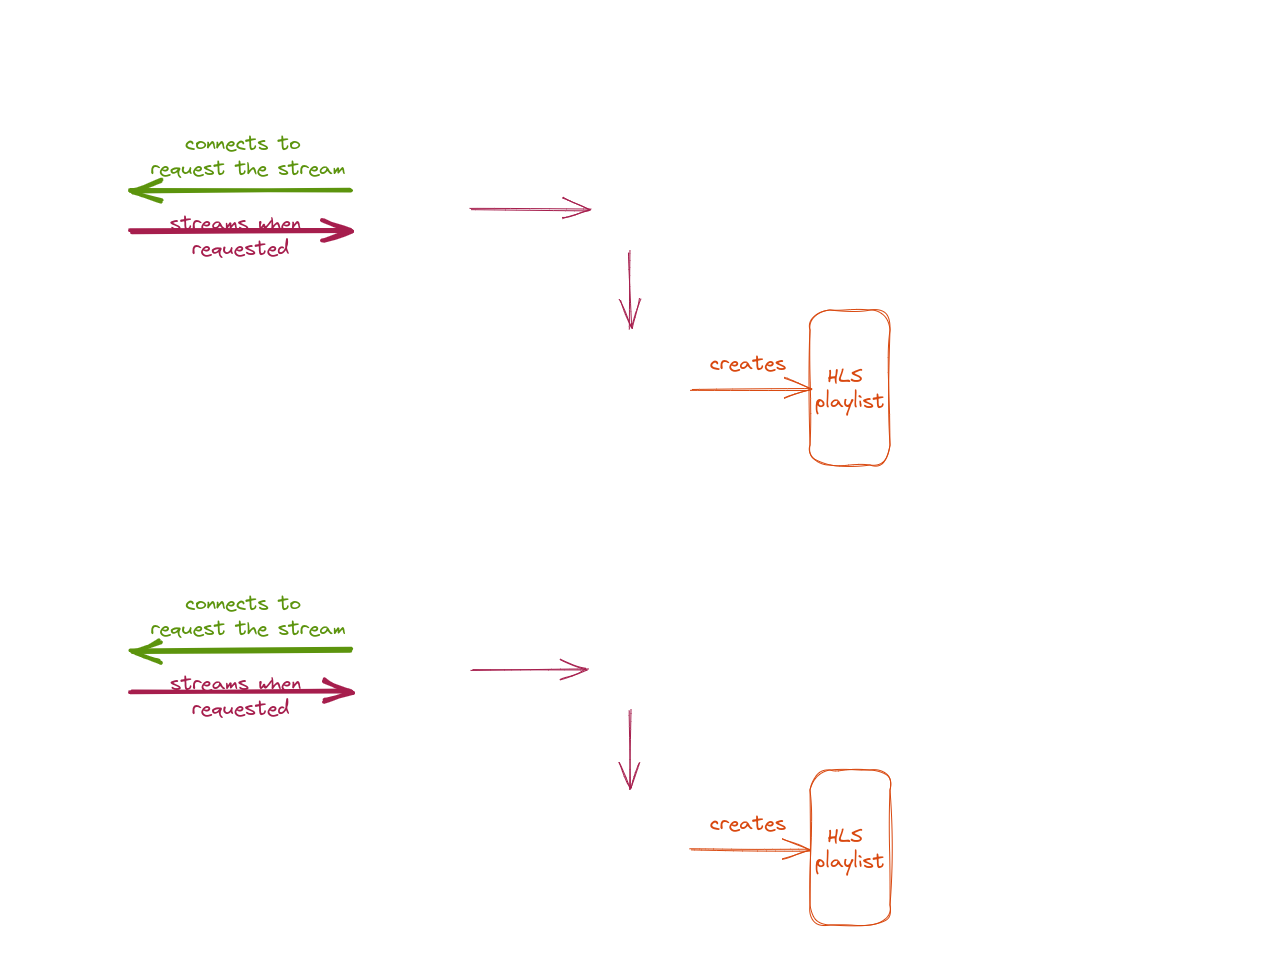 connects to
request the stream
streams when
requested
creates
HLS
playlist
connects to
request the stream
streams when
requested
creates
HLS
playlist